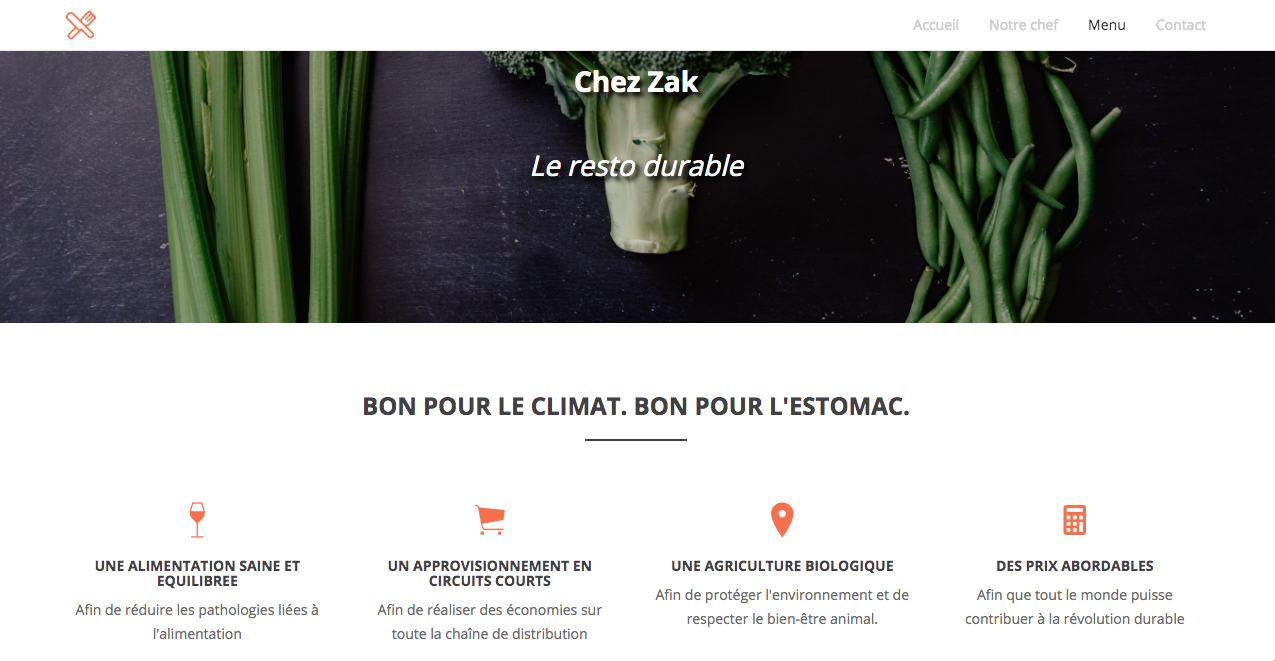 Accueil Notre chef Menu Contact
Chez Zak
Le resto durable
BON POUR LE CLIMAT. BON POUR L'ESTOMAC.
UNE ALIMENTATION SAINE ET
EQUILIBREE
Afin de réduire les pathologies liées à
l'alimentation
UN APPROVISIONNEMENT EN
CIRCUITS COURTS
Afin de réaliser des économies sur
toute la chaîne de distribution
UNE AGRICULTURE BIOLOGIQUE
Afin de protéger l'environnement et de
respecter le bien-être animal.
DES PRIX ABORDABLES
Afin que tout le monde puisse
contribuer à la révolution durable